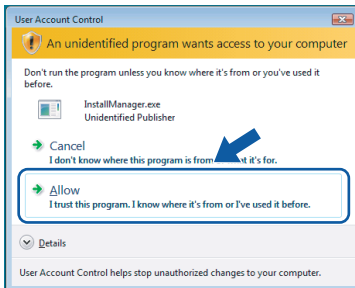 User Account Control
An unidentified program wants access to your computer
Don't run the program unless you know where it's from or you've used it
before.
InstallManager.exe
Unidentified Publisher
Cancel
I don't know where this program is from at it's for.
Allow
I trust this program. I know where it's from or I've used it before.
Details
User Account Control helps stop unauthorized changes to your computer.